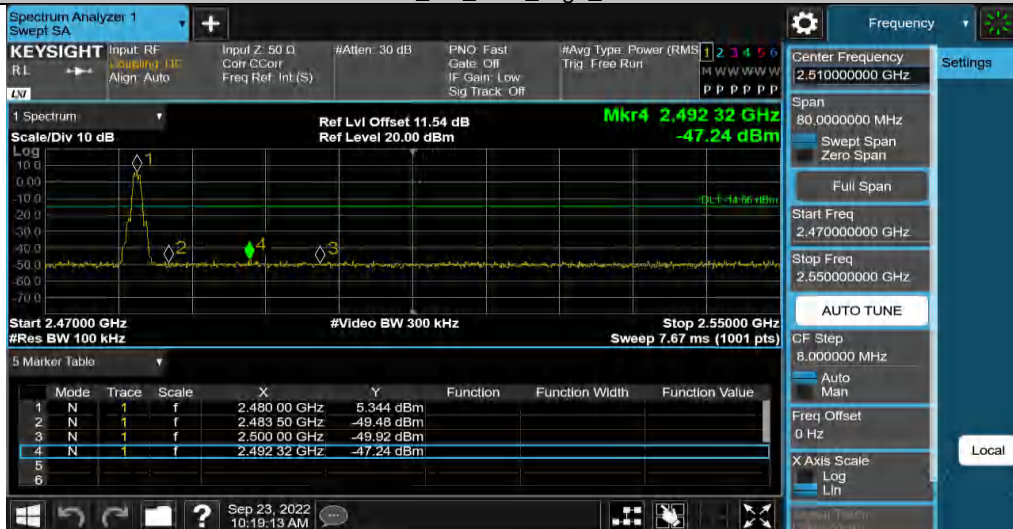 Spectrum Analyzer 1
Swept SA
+
Frequency
KEYSIGHT
RL
LXI
Input: RF
Coupling: DC
Align: Auto
Input Z: 50 Ω
Corr CCorr
Freq Ref: Int (S)
#Atten: 30 dB
PNO: Fast
Gate: Off
IF Gain: Low
Sig Track: Off
#Avg Type: Power (RMS
Trig: Free Run
1 2 3 4 5 6
M W W W W W
P P P P P P
Center Frequency
2.510000000 GHz
Settings
Span
80.0000000 MHz
Swept Span
Zero Span
Full Span
Start Freq
2.470000000 GHz
Stop Freq
2.550000000 GHz
AUTO TUNE
CF Step
8.000000 MHz
Auto
Man
Freq Offset
0 Hz
X Axis Scale
Log
Lin
Local
1 Spectrum
Scale/Div 10 dB
Ref Lvl Offset 11.54 dB
Ref Level 20.00 dBm
Mkr4 2.492 32 GHz
-47.24 dBm
Log
10.0
0.00
-10.0
-20.0
-30.0
-40.0
-50.0
-60.0
-70.0
1
2
4
3
DL1 -14.66 dBm
Start 2.47000 GHz
#Res BW 100 kHz
#Video BW 300 kHz
Stop 2.55000 GHz
Sweep 7.67 ms (1001 pts)
5 Marker Table
Mode Trace Scale X Y Function Function Width Function Value
1 N 1 f 2.480 00 GHz 5.344 dBm
2 N 1 f 2.483 50 GHz -49.48 dBm
3 N 1 f 2.500 00 GHz -49.92 dBm
4 N 1 f 2.492 32 GHz -47.24 dBm
5
6
?
Sep 23, 2022
10:19:13 AM